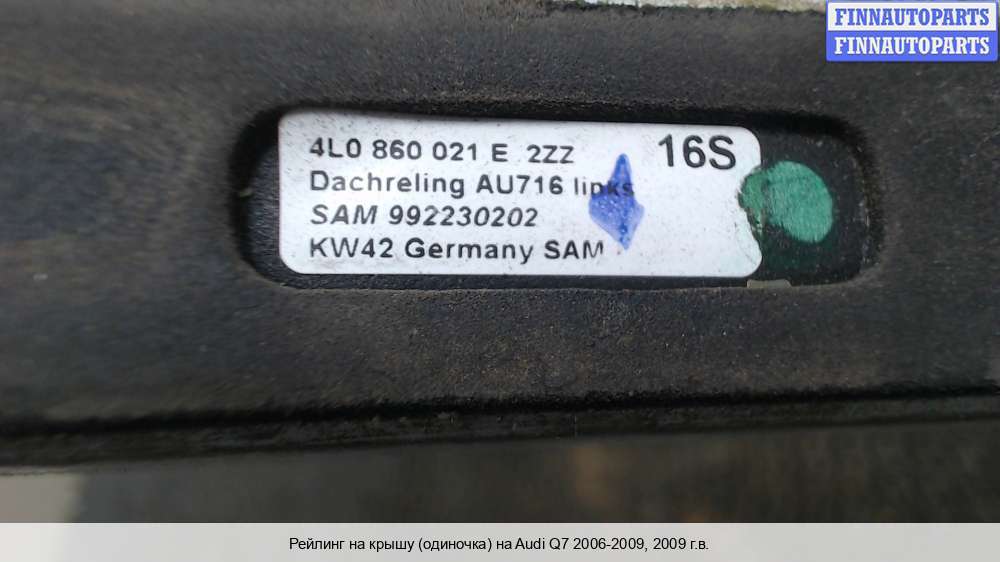 FINNAUTOPARTS
FINNAUTOPARTS
4L0 860 021 E 2ZZ
16S
Dachreling AU716 links
SAM 992230202
KW42 Germany SAM
Рейлинг на крышу (одиночка) на Audi Q7 2006-2009, 2009 г.в.